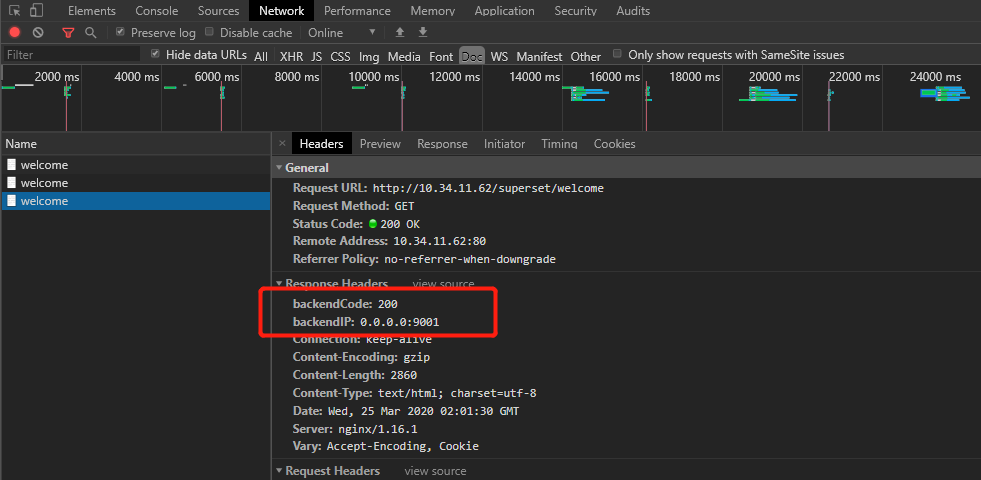 Elements Console Sources Network Performance Memory Application Security Audits
Preserve log Disable cache Online
Filter Hide data URLs All XHR JS CSS Img Media Font Doc WS Manifest Other Only show requests with SameSite issues
2000 ms 4000 ms 6000 ms 8000 ms 10000 ms 12000 ms 14000 ms 16000 ms 18000 ms 20000 ms 22000 ms 24000 ms
Name
welcome
welcome
welcome
× Headers Preview Response Initiator Timing Cookies
General
Request URL: http://10.34.11.62/superset/welcome
Request Method: GET
Status Code: 200 OK
Remote Address: 10.34.11.62:80
Referrer Policy: no-referrer-when-downgrade
Response Headers view source
backendCode: 200
backendIP: 0.0.0.0:9001
Connection: keep-alive
Content-Encoding: gzip
Content-Length: 2860
Content-Type: text/html; charset=utf-8
Date: Wed, 25 Mar 2020 02:01:30 GMT
Server: nginx/1.16.1
Vary: Accept-Encoding, Cookie
Request Headers view source